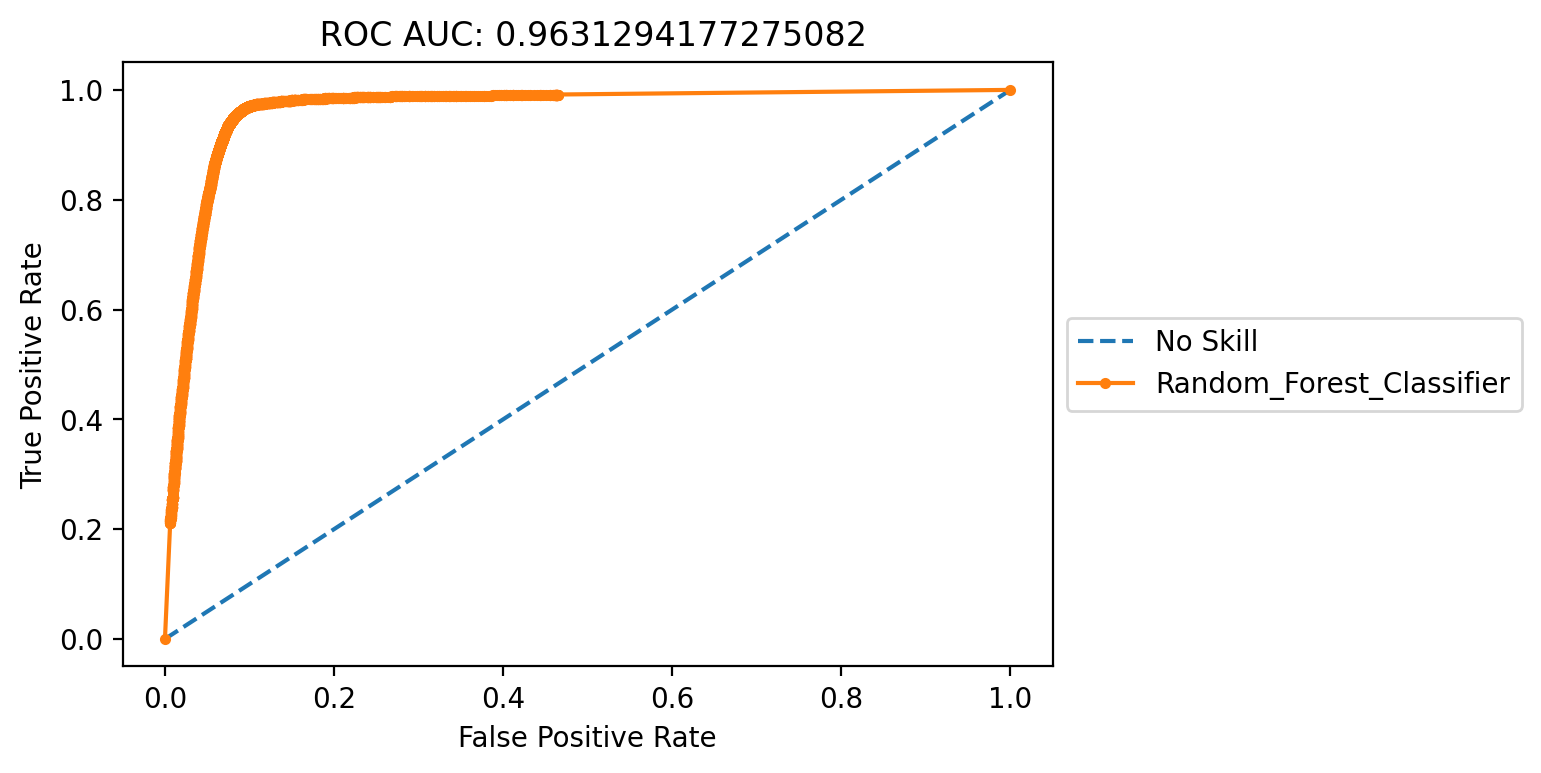 ROC AUC: 0.9631294177275082
True Positive Rate
1.0
0.8
0.6
0.4
0.2
0.0
0.0 0.2 0.4 0.6 0.8 1.0
False Positive Rate
No Skill
Random_Forest_Classifier